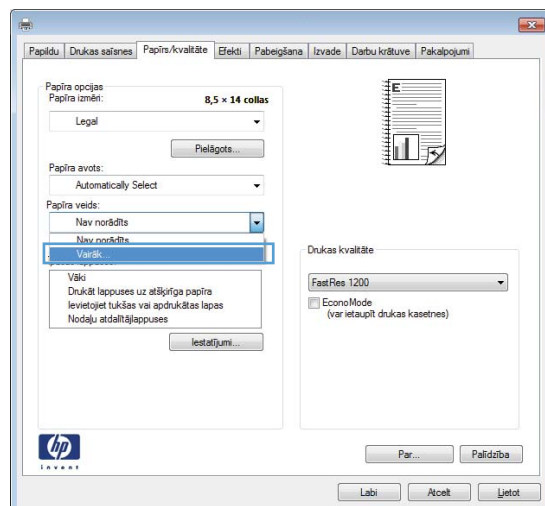 Papildu Drukas saīsnes Papīrs/kvalitāte Efekti Pabeigšana Izvade Darbu krātuve Pakalpojumi
Papīra opcijas
Papīra izmēri: 8,5 × 14 collas
Legal
Pielāgots...
Papīra avots:
Automatically Select
Papīra veids:
Nav norādīts
Nav norādīts
Vairāk...
Vāki
Drukāt lappuses uz atšķirīga papīra
Ievietojiet tukšas vai apdrukātas lapas
Nodaļu atdalītājlappuses
Iestatījumi...
E
Drukas kvalitāte
FastRes 1200
EconoMode
(var ietaupīt drukas kasetnes)
hp
invent
Par... Palīdzība
Labi Atcelt Lietot